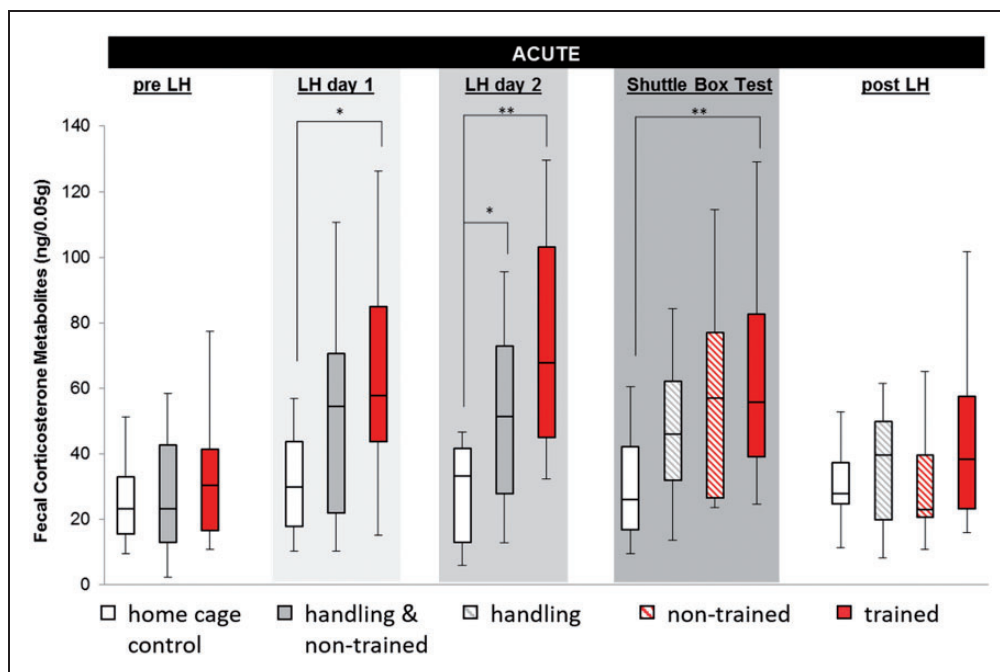 ACUTE
pre LH
LH day 1
LH day 2
Shuttle Box Test
post LH
Fecal Corticosterone Metabolites (ng/0.05g)
140
120
100
80
60
40
20
0
*
**
*
**
home cage
control
handling &
non-trained
handling
non-trained
trained